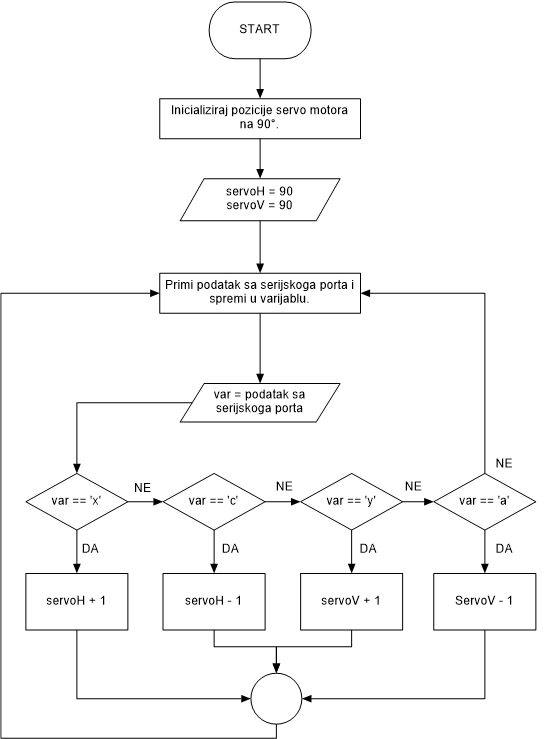 START
Inicializiraj pozicije servo motora
na 90°.
servoH = 90
servoV = 90
Primi podatak sa serijskoga porta i
spremi u varijablu.
var = podatak sa
serijskoga porta
var == 'x'
NE
var == 'c'
NE
var == 'y'
NE
var == 'a'
NE
DA
DA
DA
DA
servoH + 1
servoH - 1
servoV + 1
ServoV - 1